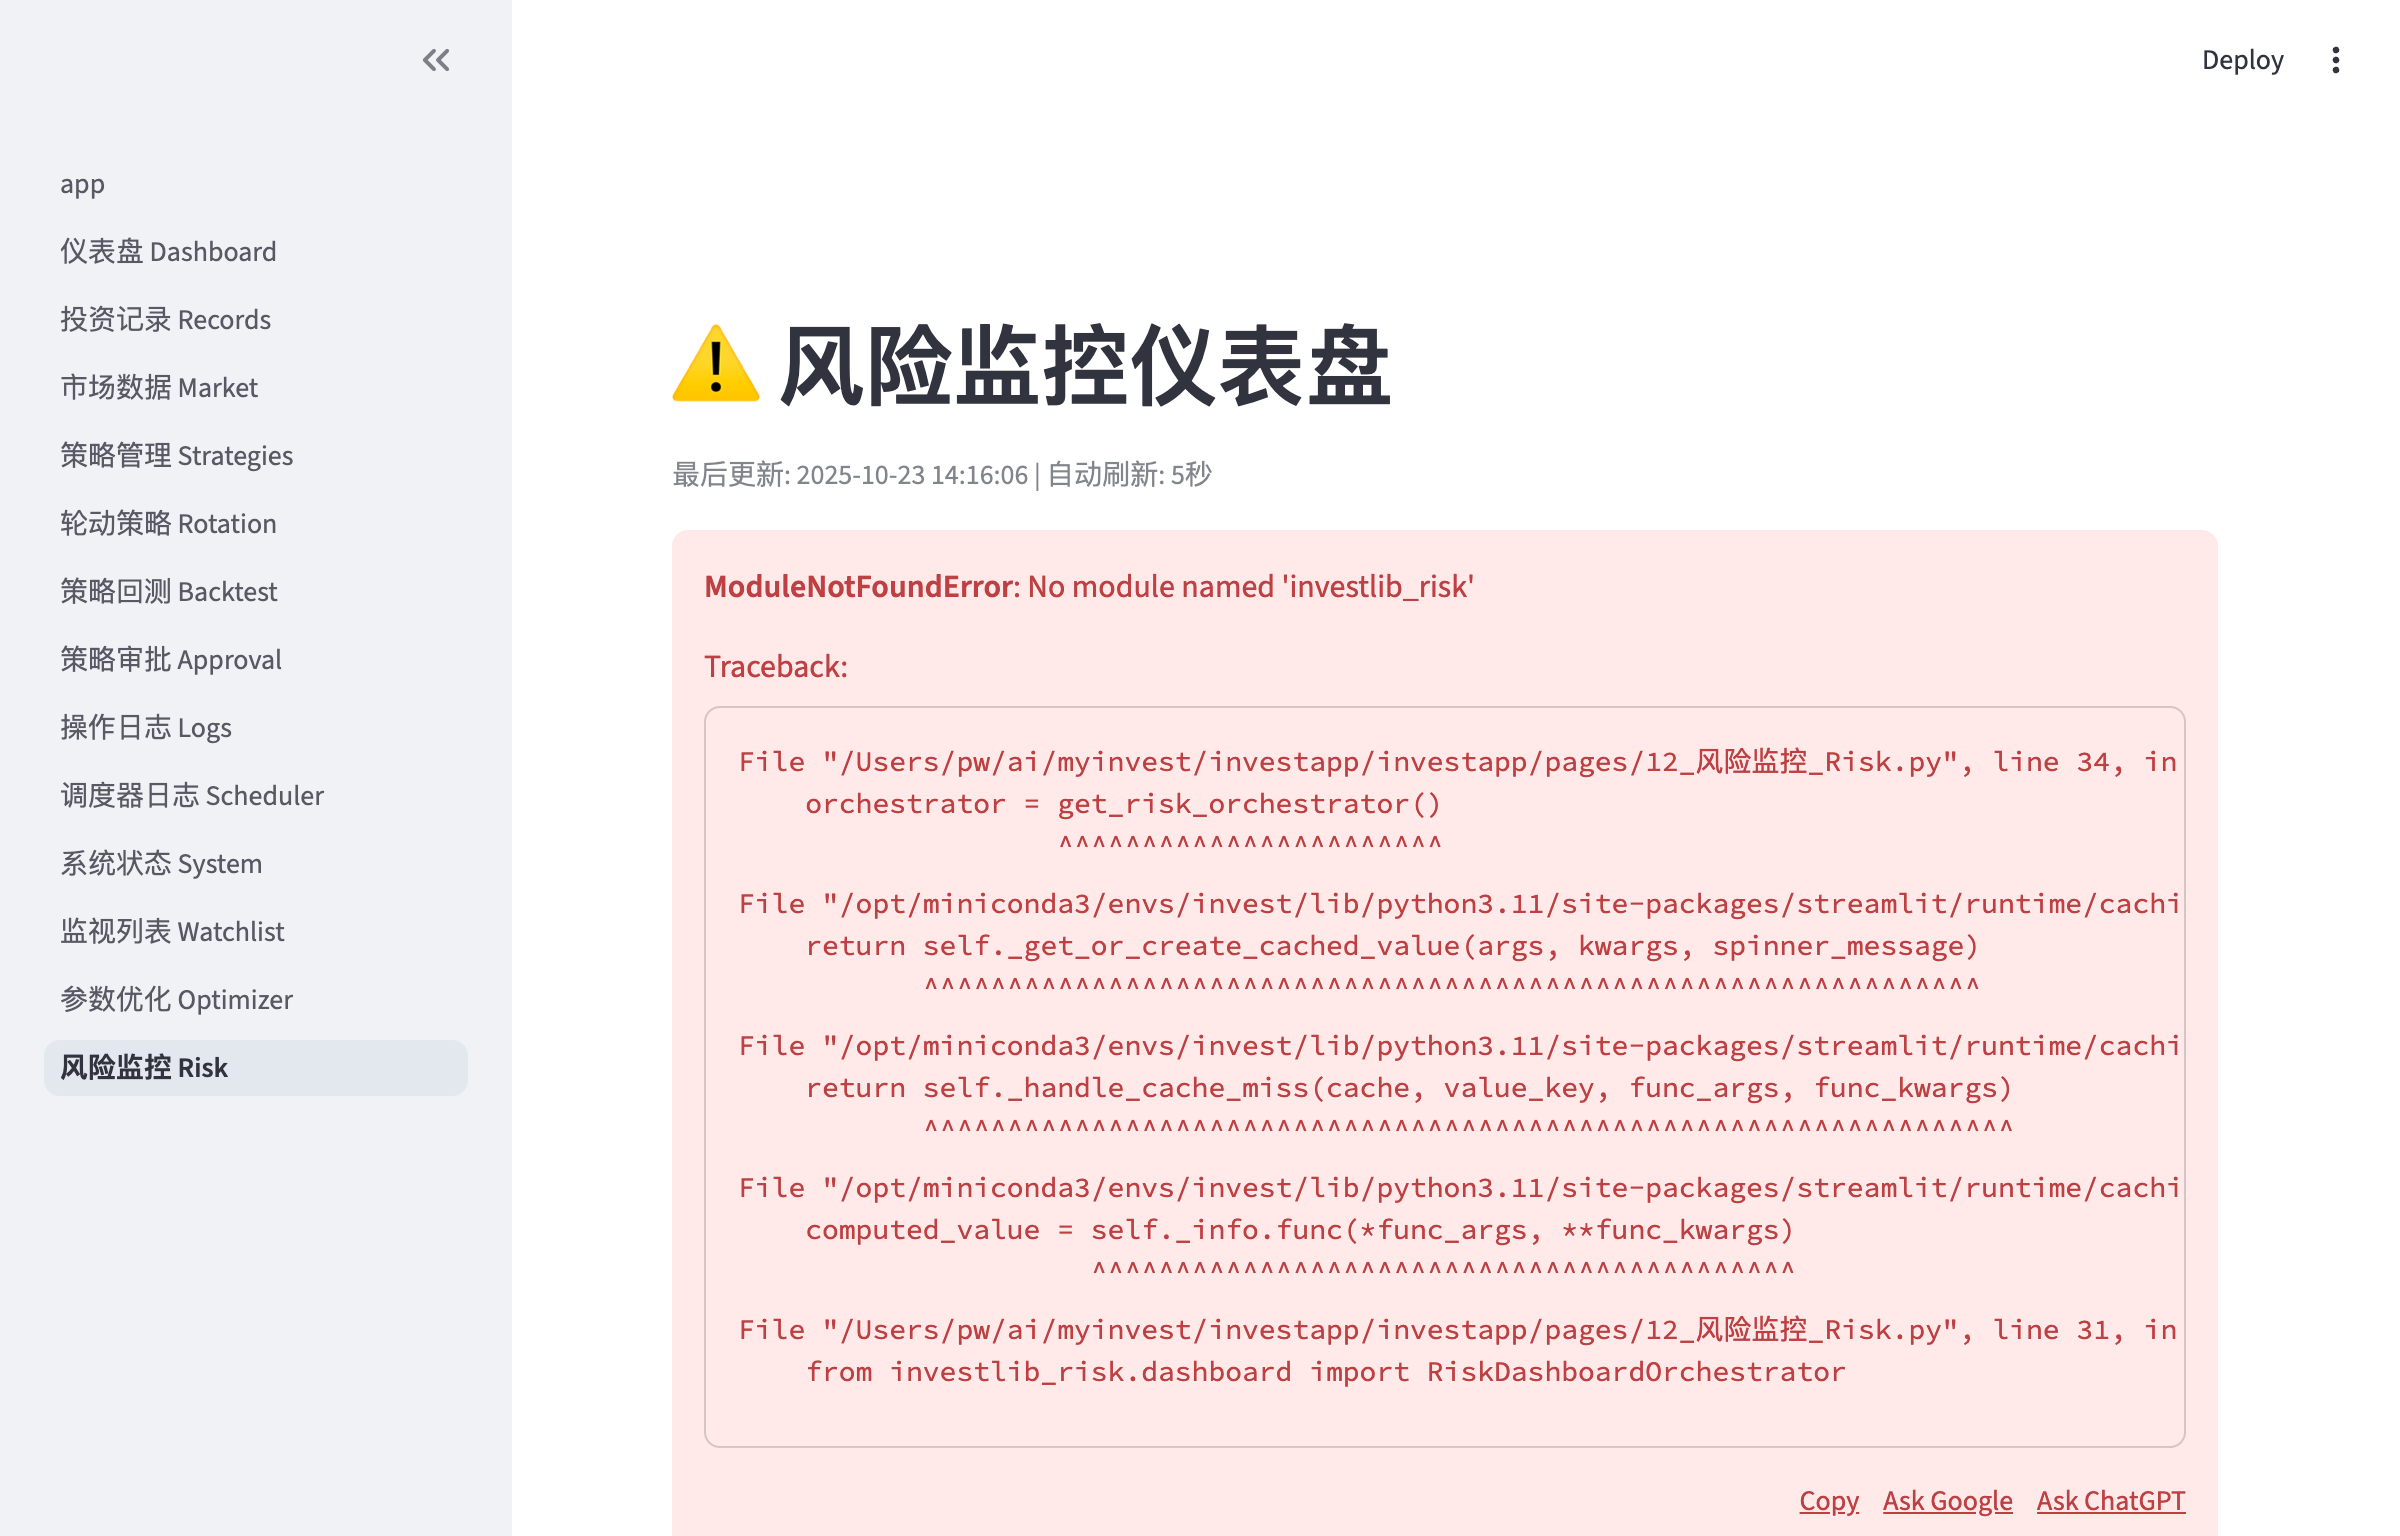 Deploy
app
仪表盘 Dashboard
投资记录 Records
市场数据 Market
策略管理 Strategies
轮动策略 Rotation
策略回测 Backtest
策略审批 Approval
操作日志 Logs
调度器日志 Scheduler
系统状态 System
监视列表 Watchlist
参数优化 Optimizer
风险监控 Risk
⚠️ 风险监控仪表盘
最后更新: 2025-10-23 14:16:06 | 自动刷新: 5秒
ModuleNotFoundError: No module named 'investlib_risk'
Traceback:
File "/Users/pw/ai/myinvest/investapp/investapp/pages/12_风险监控_Risk.py", line 34, in
    orchestrator = get_risk_orchestrator()
                   ^^^^^^^^^^^^^^^^^^^^^^^
File "/opt/miniconda3/envs/invest/lib/python3.11/site-packages/streamlit/runtime/cachi
    return self._get_or_create_cached_value(args, kwargs, spinner_message)
           ^^^^^^^^^^^^^^^^^^^^^^^^^^^^^^^^^^^^^^^^^^^^^^^^^^^^^^^^^^^^^^^
File "/opt/miniconda3/envs/invest/lib/python3.11/site-packages/streamlit/runtime/cachi
    return self._handle_cache_miss(cache, value_key, func_args, func_kwargs)
           ^^^^^^^^^^^^^^^^^^^^^^^^^^^^^^^^^^^^^^^^^^^^^^^^^^^^^^^^^^^^^^^^^
File "/opt/miniconda3/envs/invest/lib/python3.11/site-packages/streamlit/runtime/cachi
    computed_value = self._info.func(*func_args, **func_kwargs)
                     ^^^^^^^^^^^^^^^^^^^^^^^^^^^^^^^^^^^^^^^^^^
File "/Users/pw/ai/myinvest/investapp/investapp/pages/12_风险监控_Risk.py", line 31, in
    from investlib_risk.dashboard import RiskDashboardOrchestrator
Copy Ask Google Ask ChatGPT